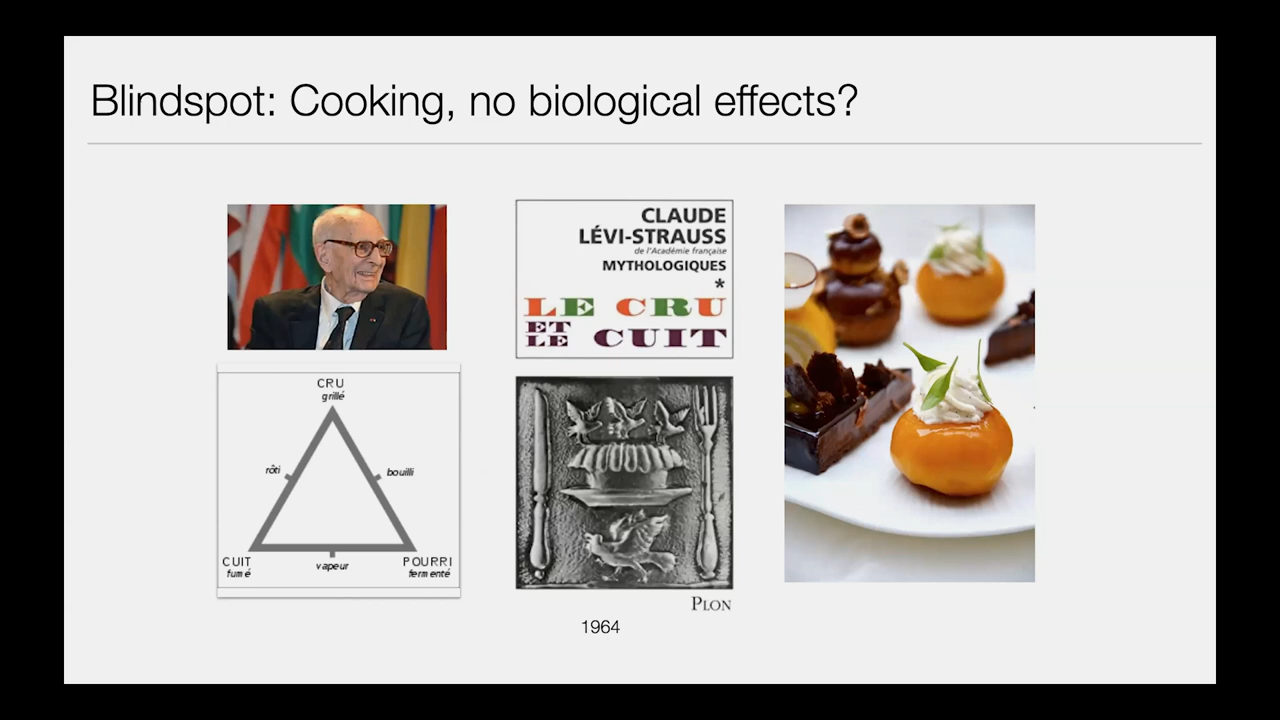 Blindspot: Cooking, no biological effects?
CLAUDE
LÉVI-STRAUSS
de l'Académie française
MYTHOLOGIQUES
*
LE CRU
ET
LE CUIT
PLON
1964
CRU
grillé
rôti
bouilli
CUIT
fumé
vapeur
POURRI
fermenté